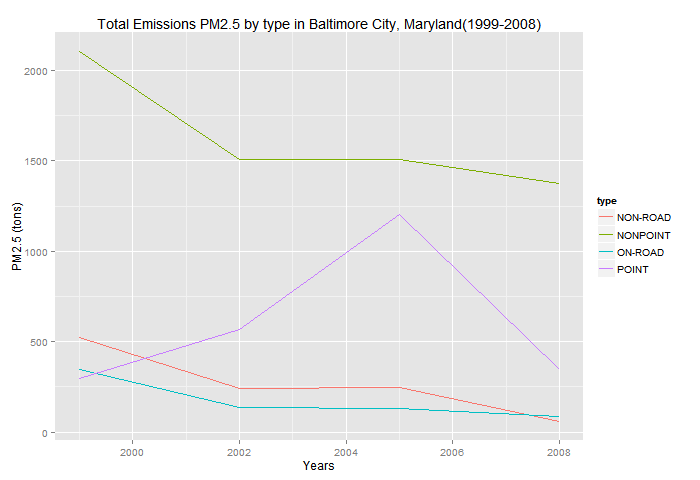 Total Emissions PM2.5 by type in Baltimore City, Maryland(1999-2008)
2000
1500
1000
500
0
PM2.5 (tons)
2000
2002
2004
2006
2008
Years
type
NON-ROAD
NONPOINT
ON-ROAD
POINT